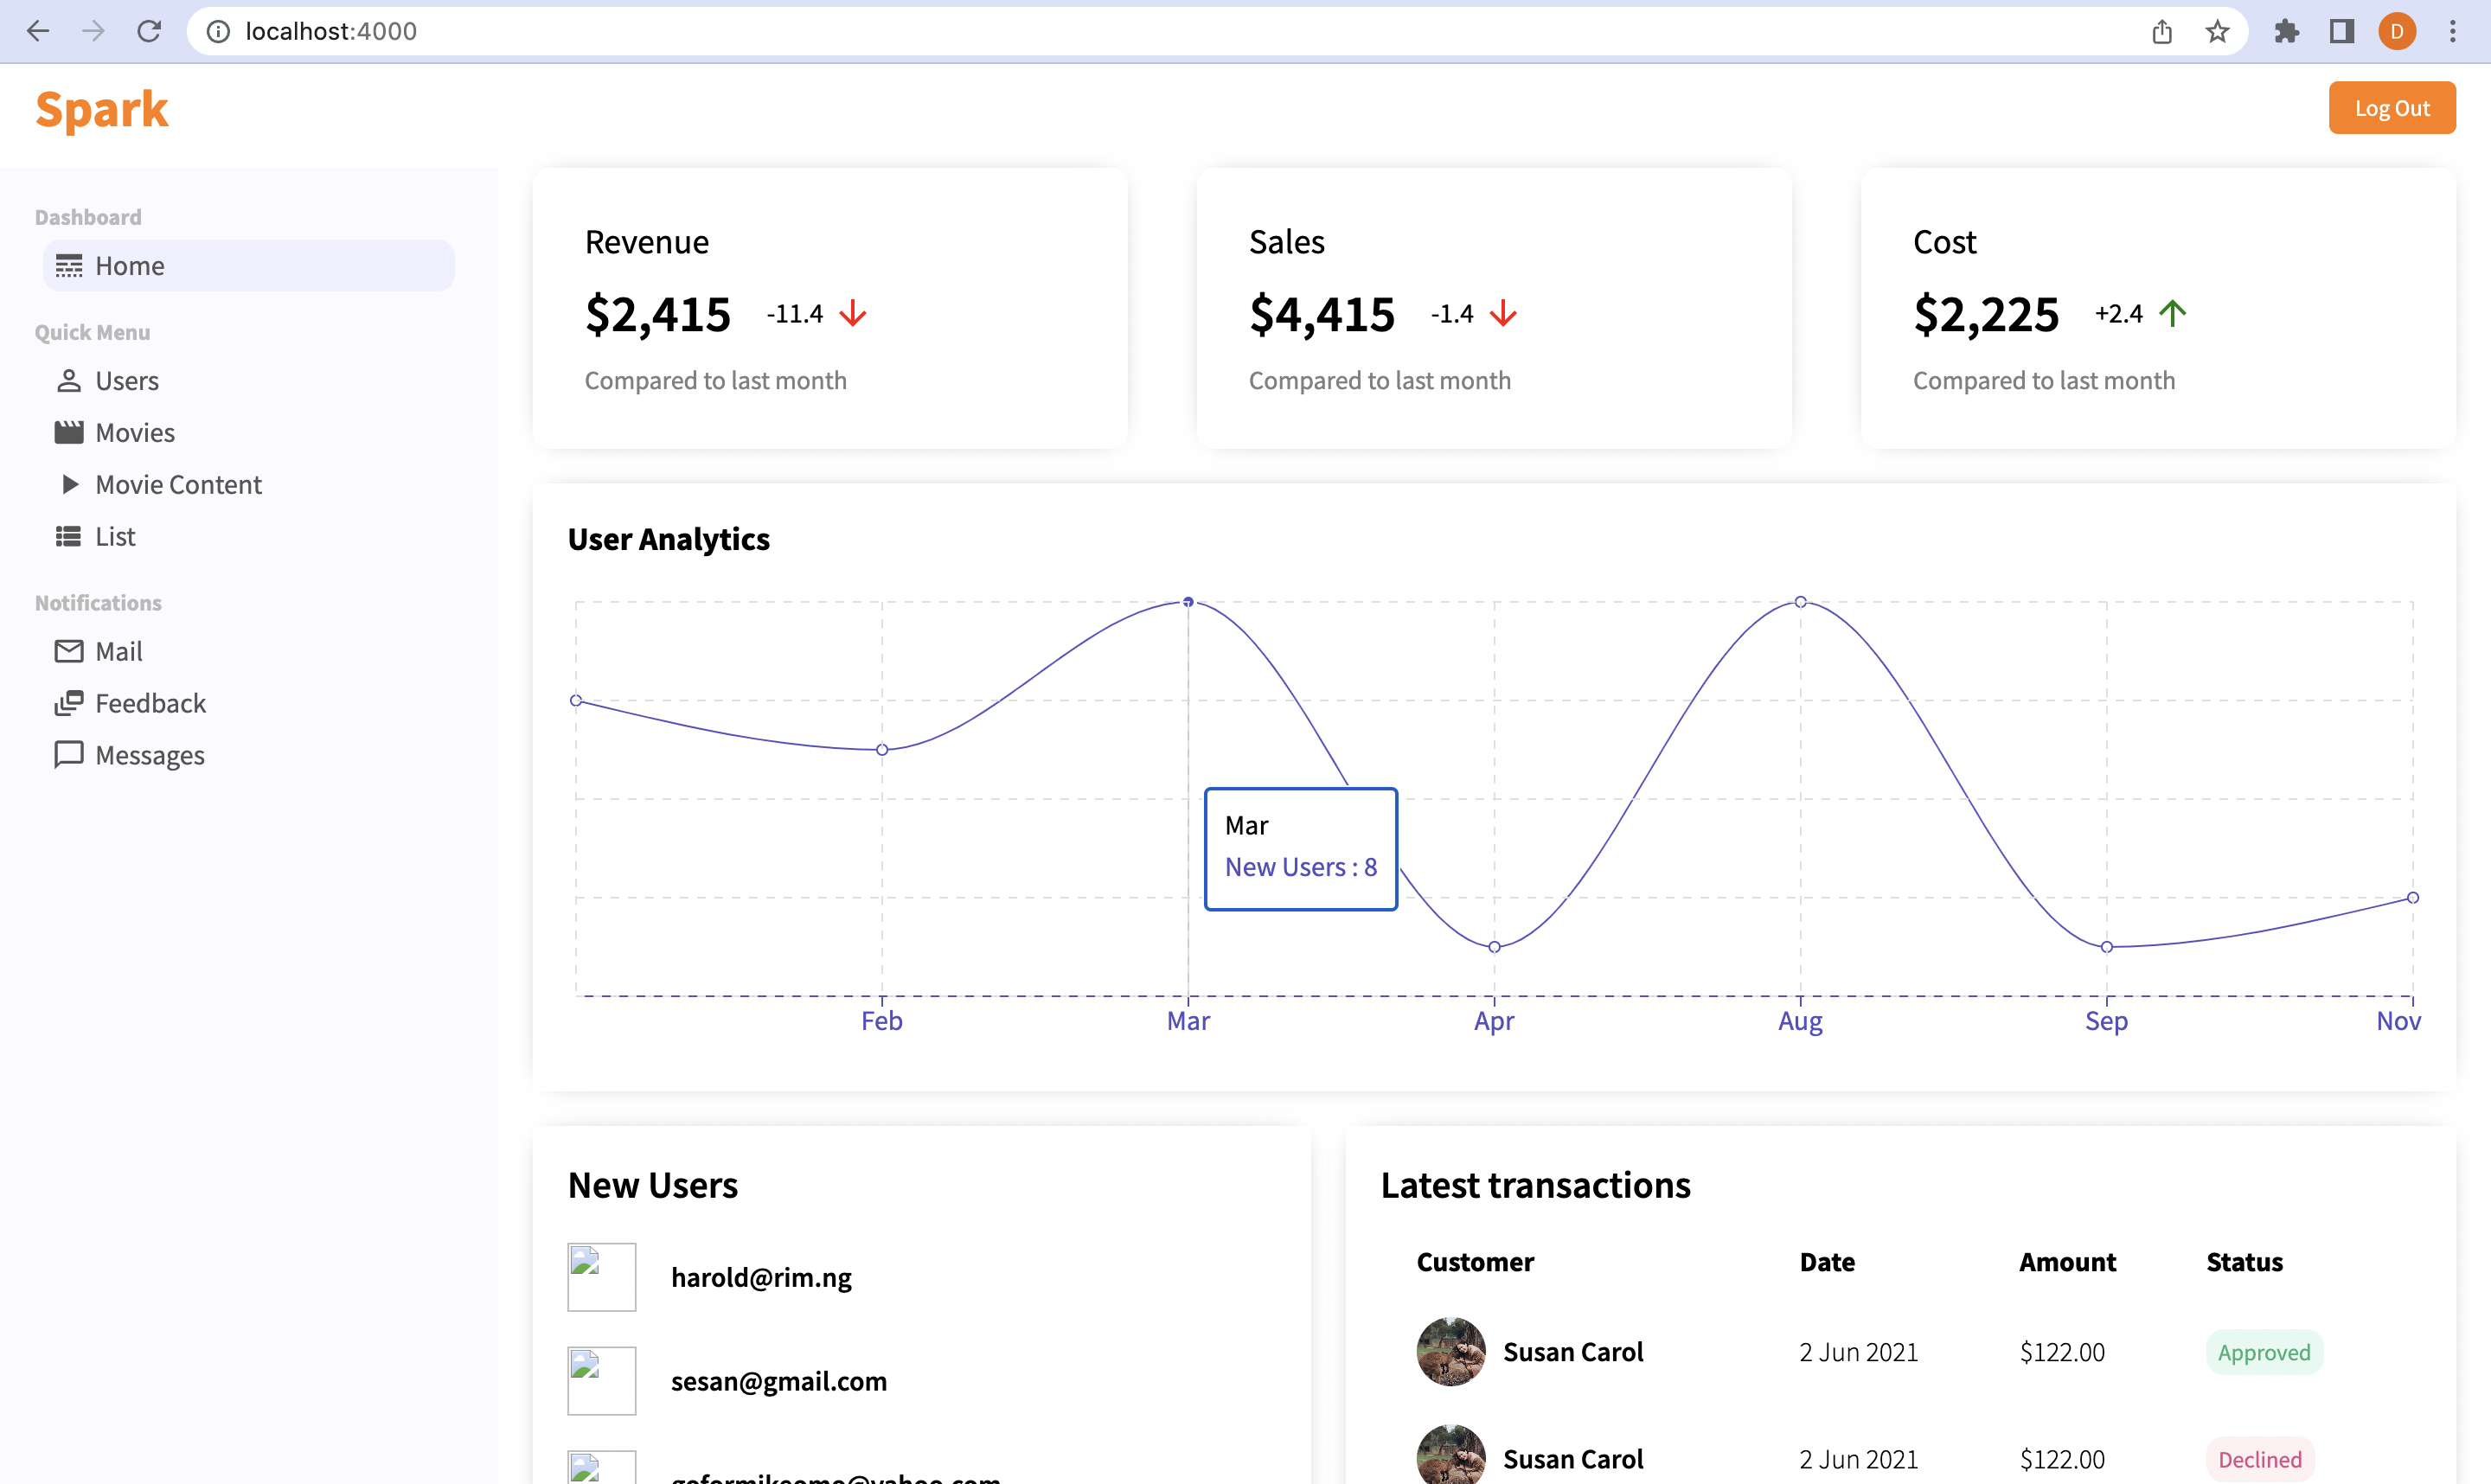 localhost:4000
D
Spark
Log Out
Dashboard
Home
Quick Menu
Users
Movies
Movie Content
List
Notifications
Mail
Feedback
Messages
Revenue
$2,415 -11.4
Compared to last month
Sales
$4,415 -1.4
Compared to last month
Cost
$2,225 +2.4
Compared to last month
User Analytics
Mar
New Users : 8
Feb Mar Apr Aug Sep Nov
New Users
harold@rim.ng
sesan@gmail.com
Latest transactions
Customer Date Amount Status
Susan Carol 2 Jun 2021 $122.00 Approved
Susan Carol 2 Jun 2021 $122.00 Declined